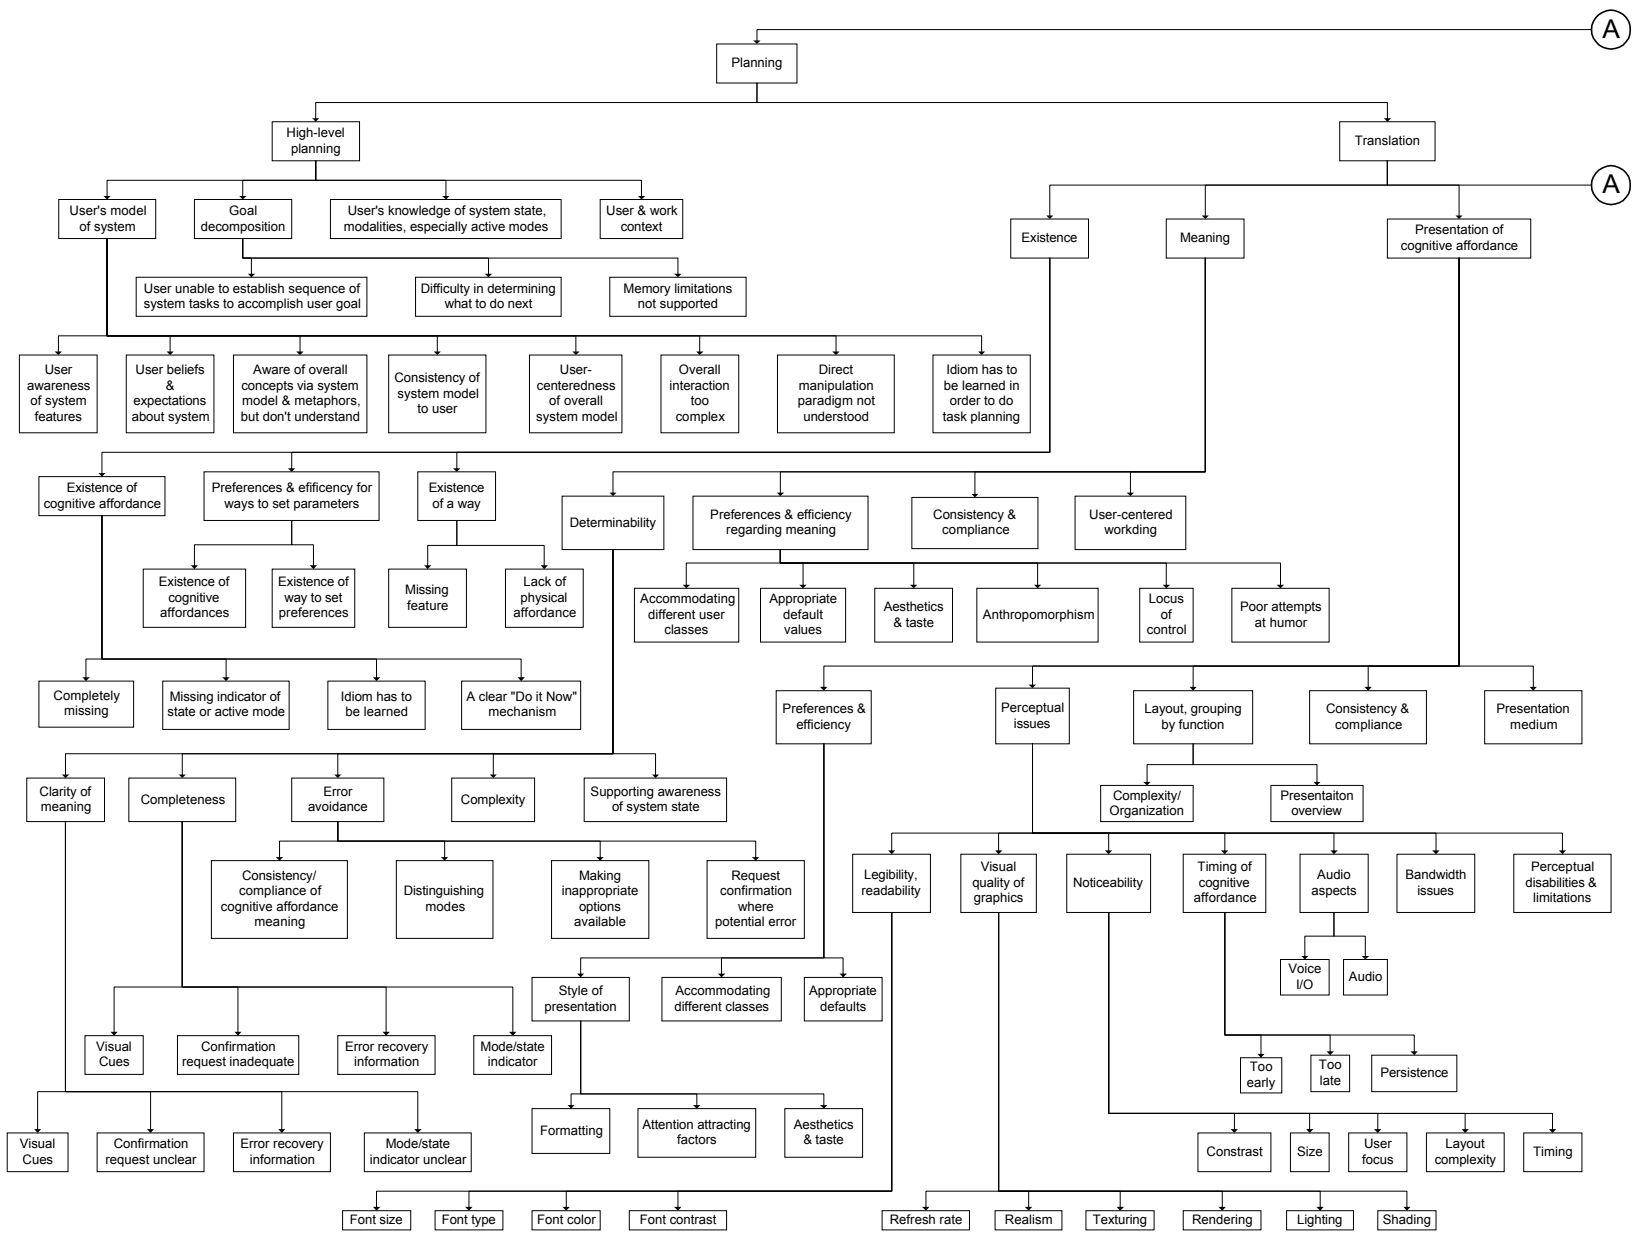 A
Planning
High-level
planning
Translation
A
User's model
of system
Goal
decomposition
User's knowledge of system state,
modalities, especially active modes
User & work
context
Existence
Meaning
Presentation of
cognitive affordance
User unable to establish sequence of
system tasks to accomplish user goal
Difficulty in determining
what to do next
Memory limitations
not supported
User
awareness
of system
features
User beliefs
&
expectations
about system
Aware of overall
concepts via system
model & metaphors,
but don't understand
Consistency of
system model
to user
User-
centeredness
of overall
system model
Overall
interaction
too
complex
Direct
manipulation
paradigm not
understood
Idiom has to
be learned in
order to do
task planning
Existence of
cognitive affordance
Preferences & efificiency for
ways to set parameters
Existence
of a way
Determinability
Preferences & efficiency
regarding meaning
Consistency &
compliance
User-centered
workding
Existence of
cognitive
affordances
Existence of
way to set
preferences
Missing
feature
Lack of
physical
affordance
Accommodating
different user
classes
Appropriate
default
values
Aesthetics
& taste
Anthropomorphism
Locus
of
control
Poor attempts
at humor
Completely
missing
Missing indicator of
state or active mode
Idiom has to
be learned
A clear "Do it Now"
mechanism
Preferences &
efficiency
Perceptual
issues
Layout, grouping
by function
Consistency &
compliance
Presentation
medium
Clarity of
meaning
Completeness
Error
avoidance
Complexity
Supporting awareness
of system state
Complexity/
Organization
Presentaiton
overview
Consistency/
compliance of
cognitive affordance
meaning
Distinguishing
modes
Making
inappropriate
options
available
Request
confirmation
where
potential error
Legibility,
readability
Visual
quality of
graphics
Noticeability
Timing of
cognitive
affordance
Audio
aspects
Bandwidth
issues
Perceptual
disabilities &
limitations
Voice
I/O
Audio
Style of
presentation
Accommodating
different classes
Appropriate
defaults
Visual
Cues
Confirmation
request inadequate
Error recovery
information
Mode/state
indicator
Too
early
Too
late
Persistence
Formatting
Attention attracting
factors
Aesthetics
& taste
Visual
Cues
Confirmation
request unclear
Error recovery
information
Mode/state
indicator unclear
Constrast
Size
User
focus
Layout
complexity
Timing
Font size
Font type
Font color
Font contrast
Refresh rate
Realism
Texturing
Rendering
Lighting
Shading